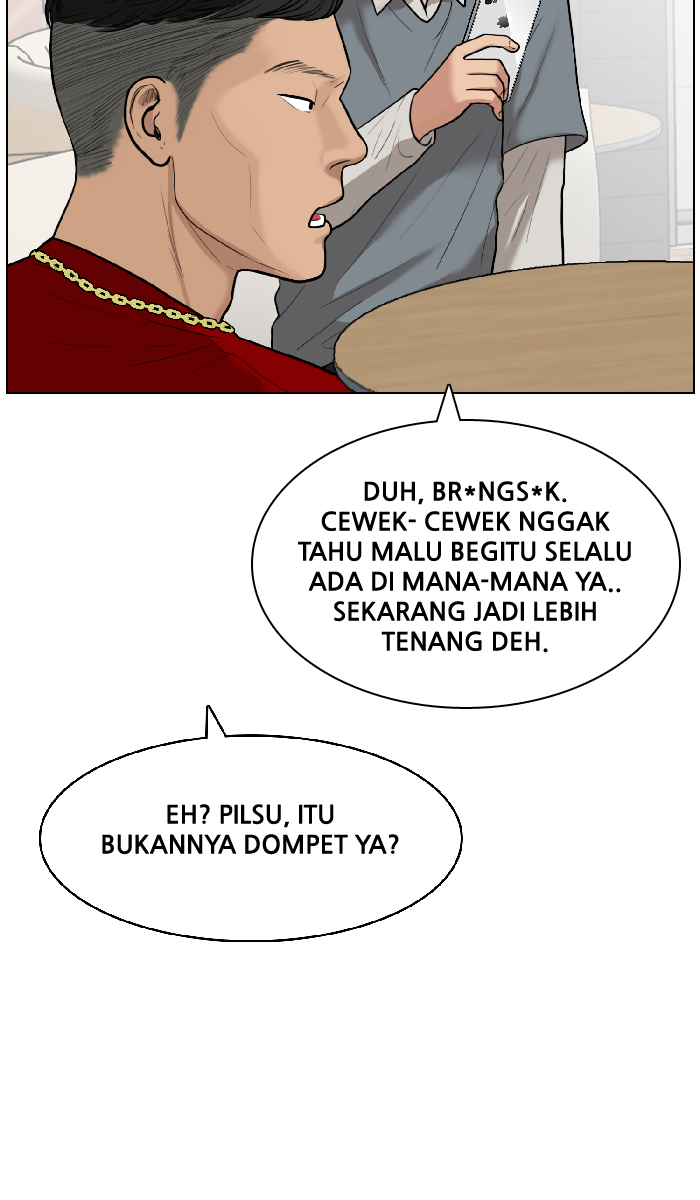 DUH, BR*NGS*K.
CEWEK- CEWEK NGGAK
TAHU MALU BEGITU SELALU
ADA DI MANA-MANA YA..
SEKARANG JADI LEBIH
TENANG DEH.
EH? PILSU, ITU
BUKANNYA DOMPET YA?